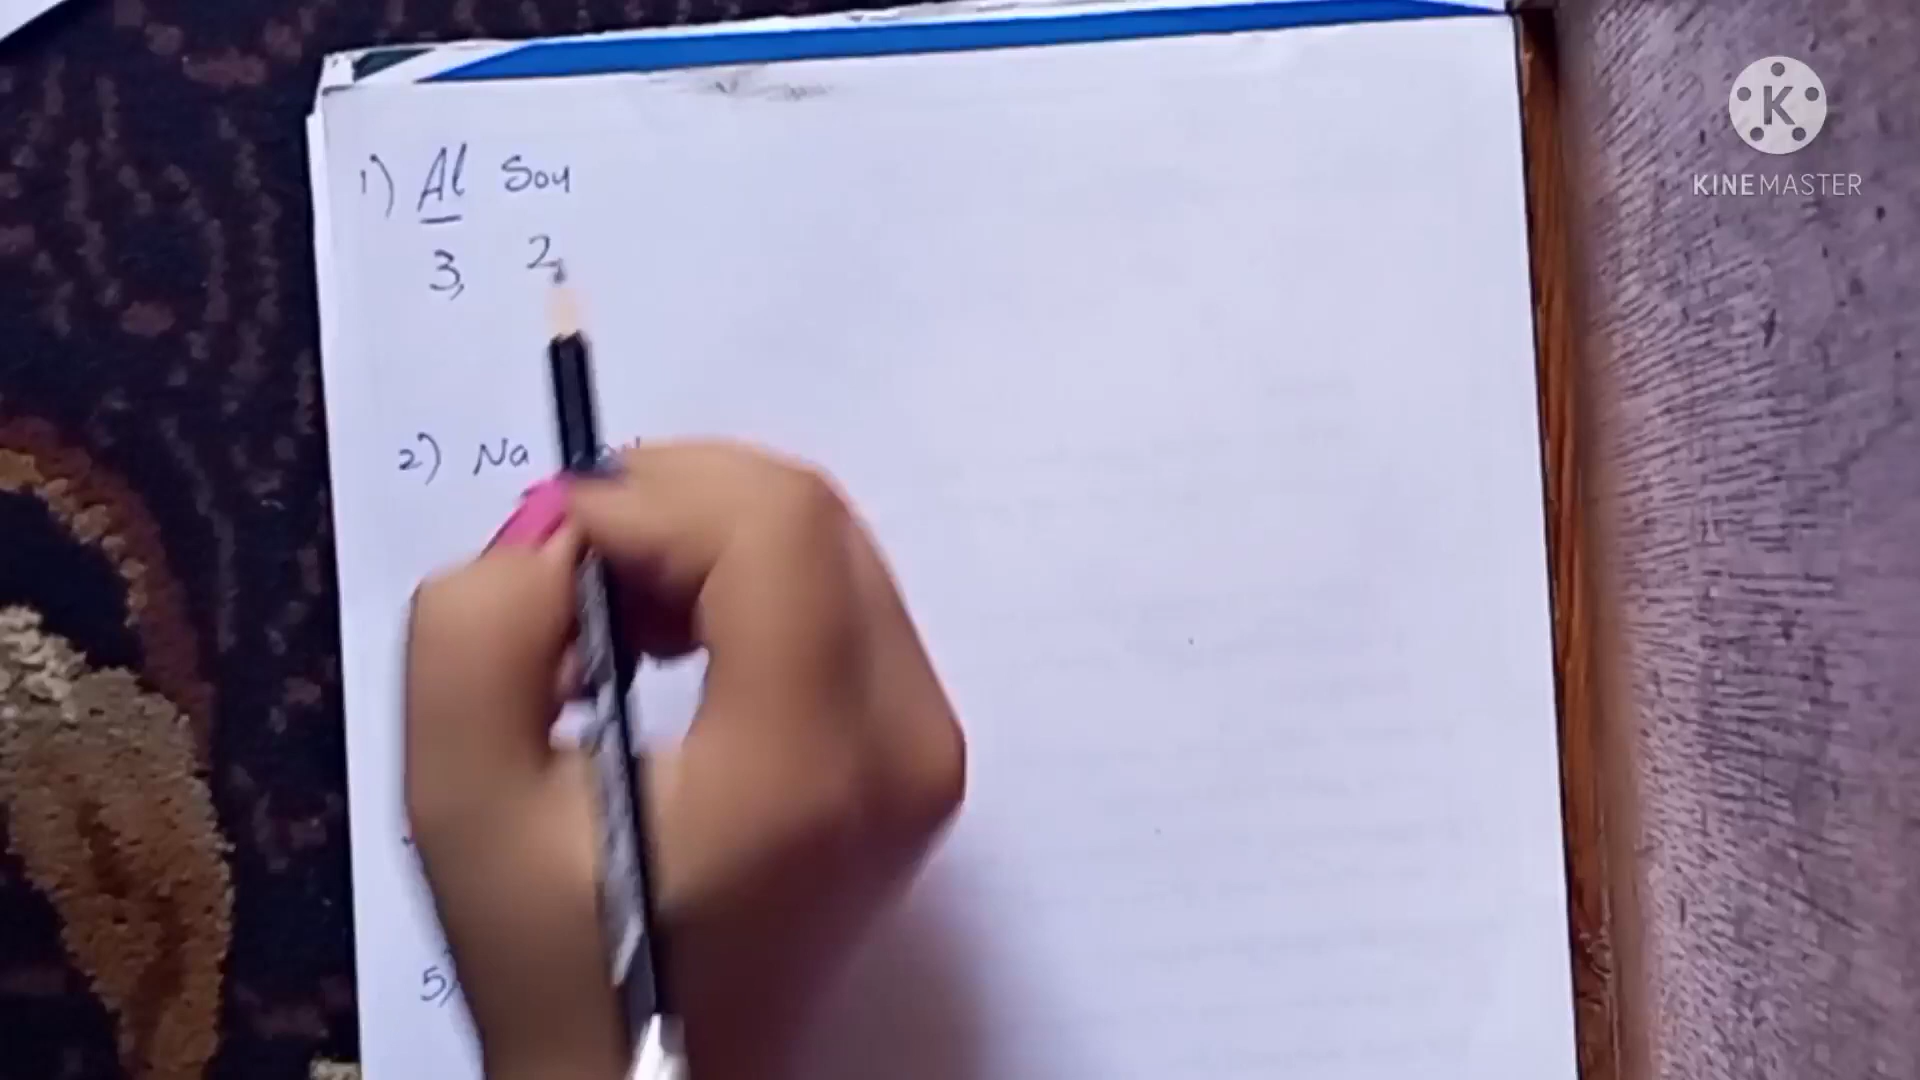 1) Al So4
3, 2,
2) Na
5)
K
KINEMASTER